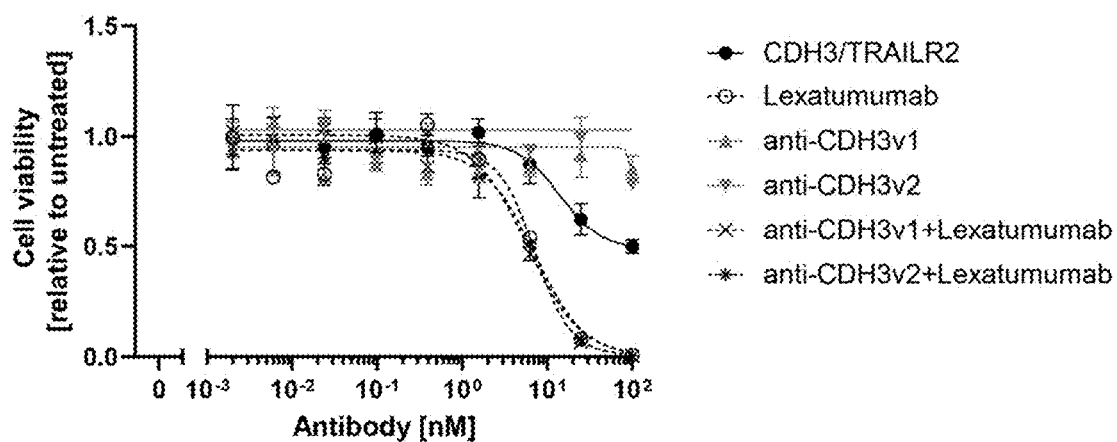 Cell viability
[relative to untreated]
1.5
1.0
0.5
0.0
0 10⁻³ 10⁻² 10⁻¹ 10⁰ 10¹ 10²
Antibody [nM]
CDH3/TRAILR2
Lexatumumab
anti-CDH3v1
anti-CDH3v2
anti-CDH3v1+Lexatumumab
anti-CDH3v2+Lexatumumab